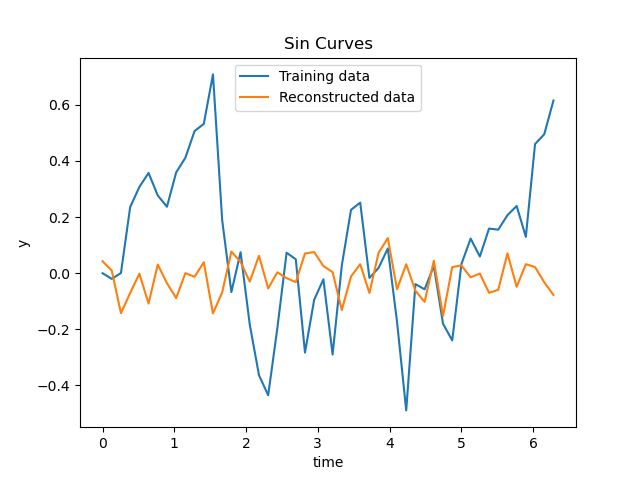 Sin Curves
Training data
Reconstructed data
0.6
0.4
0.2
0.0
−0.2
−0.4
y
0 1 2 3 4 5 6
time